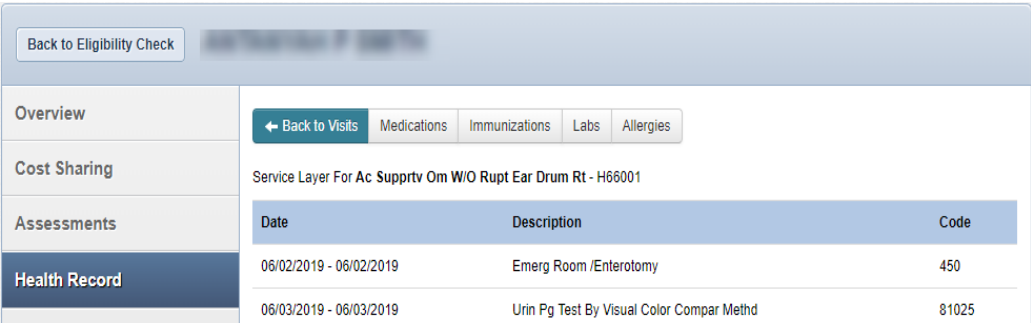 Back to Eligibility Check
Overview
Cost Sharing
Assessments
Health Record
← Back to Visits Medications Immunizations Labs Allergies
Service Layer For Ac Supprtv Om W/O Rupt Ear Drum Rt - H66001
Date Description Code
06/02/2019 - 06/02/2019 Emerg Room /Enterotomy 450
06/03/2019 - 06/03/2019 Urin Pg Test By Visual Color Compar Methd 81025